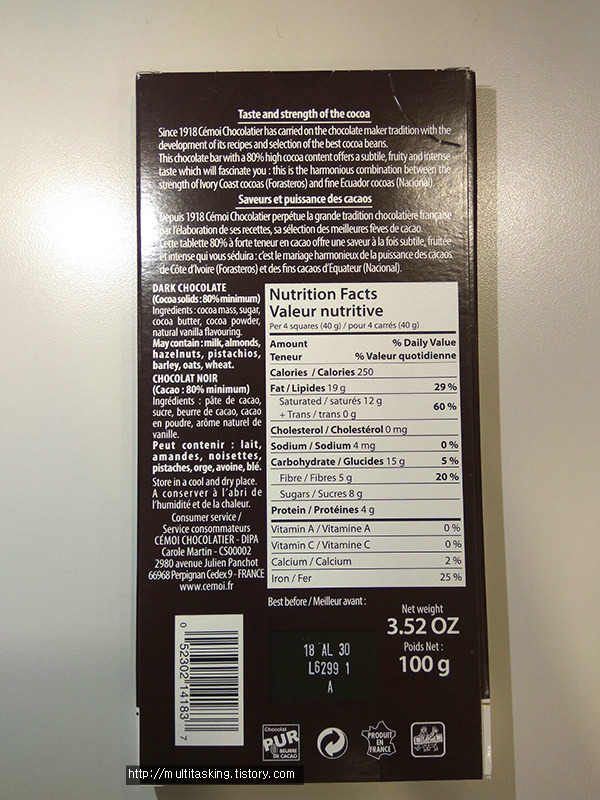 Taste and strength of the cocoa
Since 1918 Cémoi Chocolatier has carried on the chocolate maker tradition with the
development of its recipes and selection of the best cocoa beans.
This chocolate bar with a 80% high cocoa content offers a subtile, fruity and intense
taste which will fascinate you : this is the harmonious combination between the
strength of Ivory Coast cocoas (Forasteros) and fine Ecuador cocoas (Nacional).
Saveurs et puissance des cacaos
Depuis 1918 Cémoi Chocolatier perpétue la grande tradition chocolatière française
par l'élaboration de ses recettes, sa sélection des meilleures fèves de cacao.
Cette tablette 80% à forte teneur en cacao offre une saveur à la fois subtile, fruitée
et intense qui vous séduira : c'est le mariage harmonieux de la puissance des cacaos
de Côte d'Ivoire (Forasteros) et des fins cacaos d'Equateur (Nacional).
DARK CHOCOLATE
(Cocoa solids : 80% minimum)
Ingredients : cocoa mass, sugar,
cocoa butter, cocoa powder,
natural vanilla flavouring.
May contain : milk, almonds,
hazelnuts, pistachios,
barley, oats, wheat.
CHOCOLAT NOIR
(Cacao : 80% minimum)
Ingrédients : pâte de cacao,
sucre, beurre de cacao, cacao
en poudre, arôme naturel de
vanille.
Peut contenir : lait,
amandes, noisettes,
pistaches, orge, avoine, blé.
Store in a cool and dry place.
A conserver à l'abri de
l'humidité et de la chaleur.
Consumer service /
Service consommateurs
CÉMOI CHOCOLATIER - DIPA
Carole Martin - CS00002
2980 avenue Julien Panchot
66968 Perpignan Cedex 9 - FRANCE
www.cemoi.fr
Nutrition Facts
Valeur nutritive
Per 4 squares (40 g) / pour 4 carrés (40 g)
Amount % Daily Value
Teneur % Valeur quotidienne
Calories / Calories 250
Fat / Lipides 19 g 29 %
Saturated / saturés 12 g
+ Trans / trans 0 g 60 %
Cholesterol / Cholestérol 0 mg
Sodium / Sodium 4 mg 0 %
Carbohydrate / Glucides 15 g 5 %
Fibre / Fibres 5 g 20 %
Sugars / Sucres 8 g
Protein / Protéines 4 g
Vitamin A / Vitamine A 0 %
Vitamin C / Vitamine C 0 %
Calcium / Calcium 2 %
Iron / Fer 25 %
Best before / Meilleur avant :
18 AL 30
L6299 1
A
Net weight
3.52 OZ
Poids Net :
100 g
0 52302 14183 7
Chocolat
PUR
BEURRE
DE CACAO
PRODUIT
EN
FRANCE
http://multitasking.tistory.com